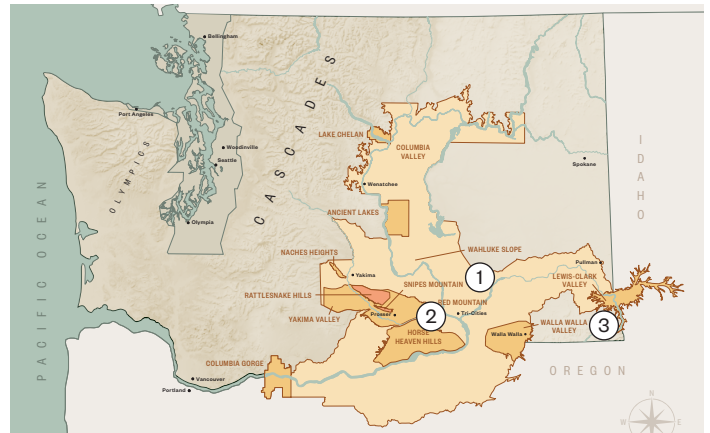 Bellingham
Port Angeles
OLYMPICS
CASCADES
Woodinville
Seattle
Olympia
PACIFIC OCEAN
LAKE CHELAN
COLUMBIA
VALLEY
Wenatchee
Spokane
IDAHO
ANCIENT LAKES
WAHLUKE SLOPE
NACHES HEIGHTS
Yakima
Pullman
LEWIS-CLARK
VALLEY
1
SNIPES MOUNTAIN
RATTLESNAKE HILLS
RED MOUNTAIN
Prosser
2
Tri-Cities
YAKIMA VALLEY
HORSE
HEAVEN HILLS
Walla Walla
WALLA WALLA
VALLEY
3
COLUMBIA GORGE
OREGON
Vancouver
Portland
N
W
E